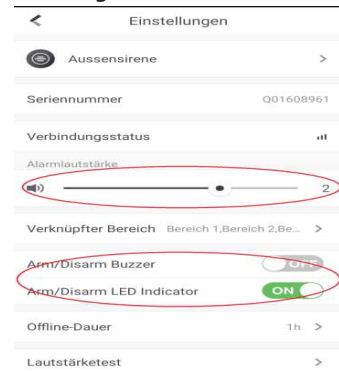 Einstellungen
Aussensirene
Seriennummer Q01608961
Verbindungsstatus
Alarmlautstärke
2
Verknüpfter Bereich Bereich 1,Bereich 2,Be...
Arm/Disarm Buzzer OFF
Arm/Disarm LED Indicator ON
Offline-Dauer 1h
Lautstärketest